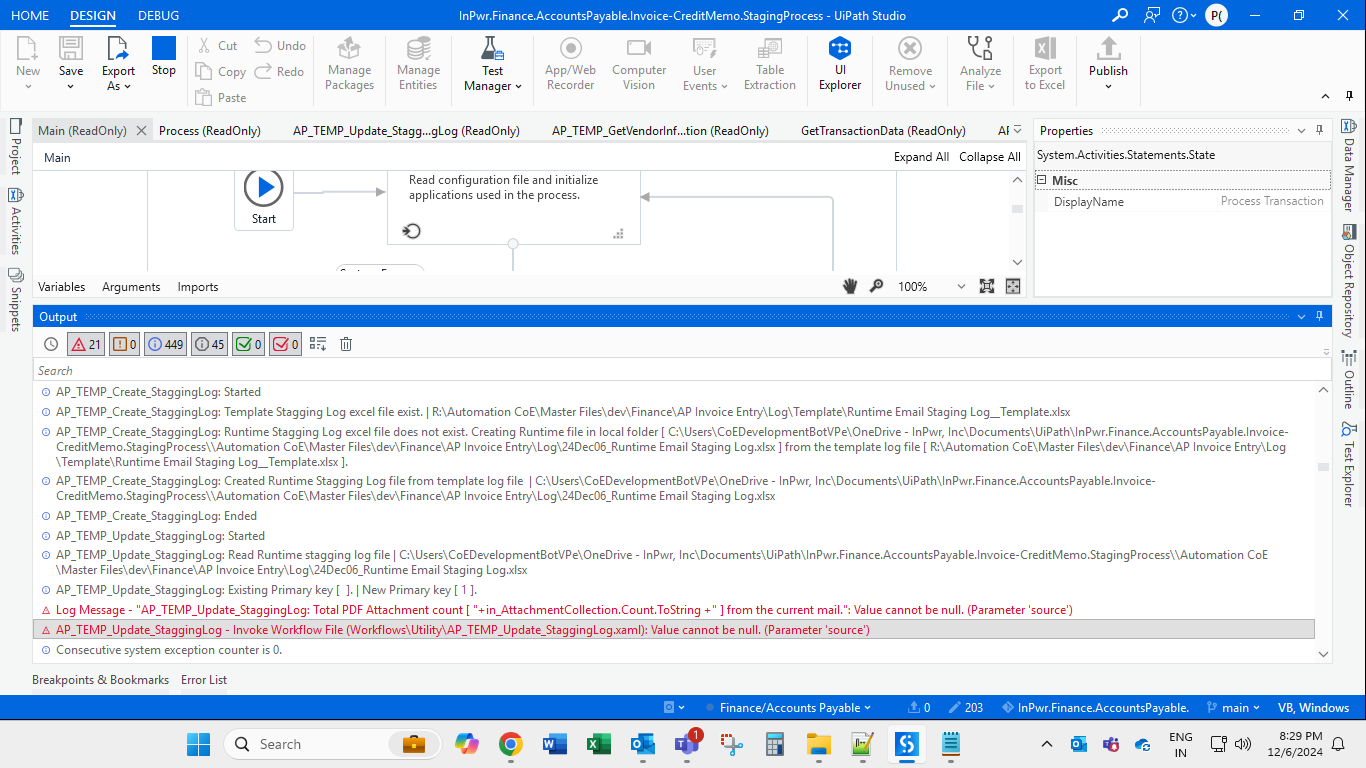 HOME DESIGN DEBUG InPwr.Finance.AccountsPayable.Invoice-CreditMemo.StagingProcess - UiPath Studio P(
New
Save
Export As
Stop
Cut
Copy
Paste
Undo
Redo
Manage Packages
Manage Entities
Test Manager
App/Web Recorder
Computer Vision
User Events
Table Extraction
UI Explorer
Remove Unused
Analyze File
Export to Excel
Publish
Main (ReadOnly) Process (ReadOnly) AP_TEMP_Update_Stagg...gLog (ReadOnly) AP_TEMP_GetVendorInf...tion (ReadOnly) GetTransactionData (ReadOnly)
Main Expand All Collapse All
Read configuration file and initialize
applications used in the process.
Start
Variables Arguments Imports 100%
Properties
System.Activities.Statements.State
Misc
DisplayName Process Transaction
Project
Activities
Snippets
Data Manager
Object Repository
Outline
Test Explorer
Output
21 0 449 45 0 0
Search
AP_TEMP_Create_StaggingLog: Started
AP_TEMP_Create_StaggingLog: Template Stagging Log excel file exist. | R:\Automation CoE\Master Files\dev\Finance\AP Invoice Entry\Log\Template\Runtime Email Staging Log__Template.xlsx
AP_TEMP_Create_StaggingLog: Runtime Stagging Log excel file does not exist. Creating Runtime file in local folder [ C:\Users\CoEDevelopmentBotVPe\OneDrive - InPwr, Inc\Documents\UiPath\InPwr.Finance.AccountsPayable.Invoice-
CreditMemo.StagingProcess\\Automation CoE\Master Files\dev\Finance\AP Invoice Entry\Log\24Dec06_Runtime Email Staging Log.xlsx ] from the template log file [ R:\Automation CoE\Master Files\dev\Finance\AP Invoice Entry\Log
\Template\Runtime Email Staging Log__Template.xlsx ].
AP_TEMP_Create_StaggingLog: Created Runtime Stagging Log file from template log file | C:\Users\CoEDevelopmentBotVPe\OneDrive - InPwr, Inc\Documents\UiPath\InPwr.Finance.AccountsPayable.Invoice-
CreditMemo.StagingProcess\\Automation CoE\Master Files\dev\Finance\AP Invoice Entry\Log\24Dec06_Runtime Email Staging Log.xlsx
AP_TEMP_Create_StaggingLog: Ended
AP_TEMP_Update_StaggingLog: Started
AP_TEMP_Update_StaggingLog: Read Runtime stagging log file | C:\Users\CoEDevelopmentBotVPe\OneDrive - InPwr, Inc\Documents\UiPath\InPwr.Finance.AccountsPayable.Invoice-CreditMemo.StagingProcess\\Automation CoE
\Master Files\dev\Finance\AP Invoice Entry\Log\24Dec06_Runtime Email Staging Log.xlsx
AP_TEMP_Update_StaggingLog: Existing Primary key [ ]. | New Primary key [ 1 ].
Log Message - "AP_TEMP_Update_StaggingLog: Total PDF Attachment count [ "+in_AttachmentCollection.Count.ToString +" ] from the current mail.": Value cannot be null. (Parameter 'source')
AP_TEMP_Update_StaggingLog - Invoke Workflow File (Workflows\Utility\AP_TEMP_Update_StaggingLog.xaml): Value cannot be null. (Parameter 'source')
Consecutive system exception counter is 0.
Breakpoints & Bookmarks Error List
Finance/Accounts Payable 0 203 InPwr.Finance.AccountsPayable. main VB, Windows
Search
1
ENG
IN
8:29 PM
12/6/2024